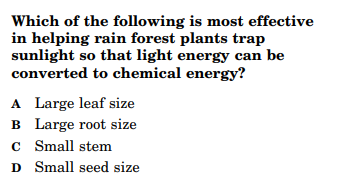 Which of the following is most effective
in helping rain forest plants trap
sunlight so that light energy can be
converted to chemical energy?
A Large leaf size
B Large root size
C Small stem
D Small seed size